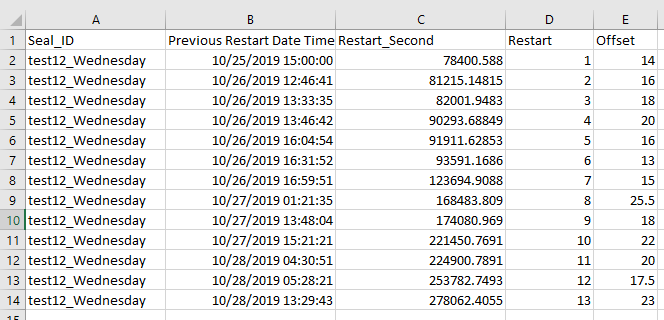 A B C D E
1 Seal_ID Previous Restart Date Time Restart_Second Restart Offset
2 test12_Wednesday 10/25/2019 15:00:00 78400.588 1 14
3 test12_Wednesday 10/26/2019 12:46:41 81215.14815 2 16
4 test12_Wednesday 10/26/2019 13:33:35 82001.9483 3 18
5 test12_Wednesday 10/26/2019 13:46:42 90293.68849 4 20
6 test12_Wednesday 10/26/2019 16:04:54 91911.62853 5 16
7 test12_Wednesday 10/26/2019 16:31:52 93591.1686 6 13
8 test12_Wednesday 10/26/2019 16:59:51 123694.9088 7 15
9 test12_Wednesday 10/27/2019 01:21:35 168483.809 8 25.5
10 test12_Wednesday 10/27/2019 13:48:04 174080.969 9 18
11 test12_Wednesday 10/27/2019 15:21:21 221450.7691 10 22
12 test12_Wednesday 10/28/2019 04:30:51 224900.7891 11 20
13 test12_Wednesday 10/28/2019 05:28:21 253782.7493 12 17.5
14 test12_Wednesday 10/28/2019 13:29:43 278062.4055 13 23
15